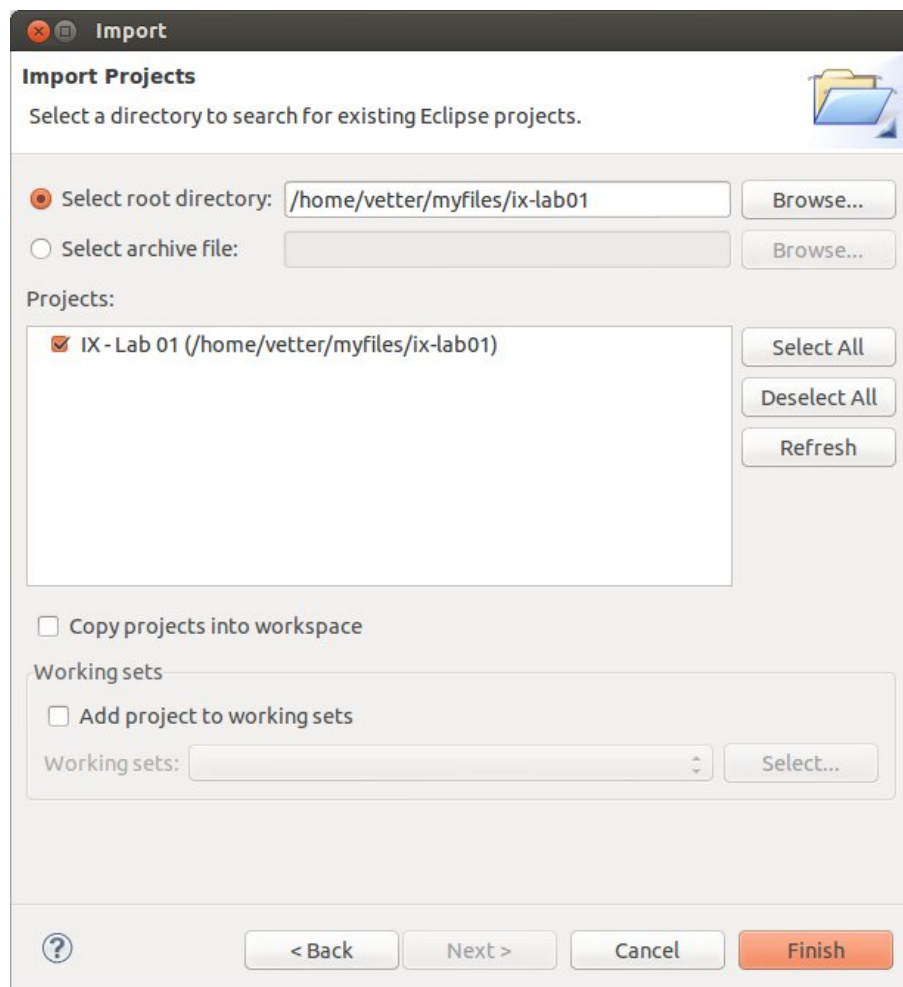 Import
Import Projects
Select a directory to search for existing Eclipse projects.
Select root directory: /home/vetter/myfiles/ix-lab01 Browse...
Select archive file: Browse...
Projects:
IX - Lab 01 (/home/vetter/myfiles/ix-lab01)
Select All
Deselect All
Refresh
Copy projects into workspace
Working sets
Add project to working sets
Working sets: Select...
? < Back Next > Cancel Finish